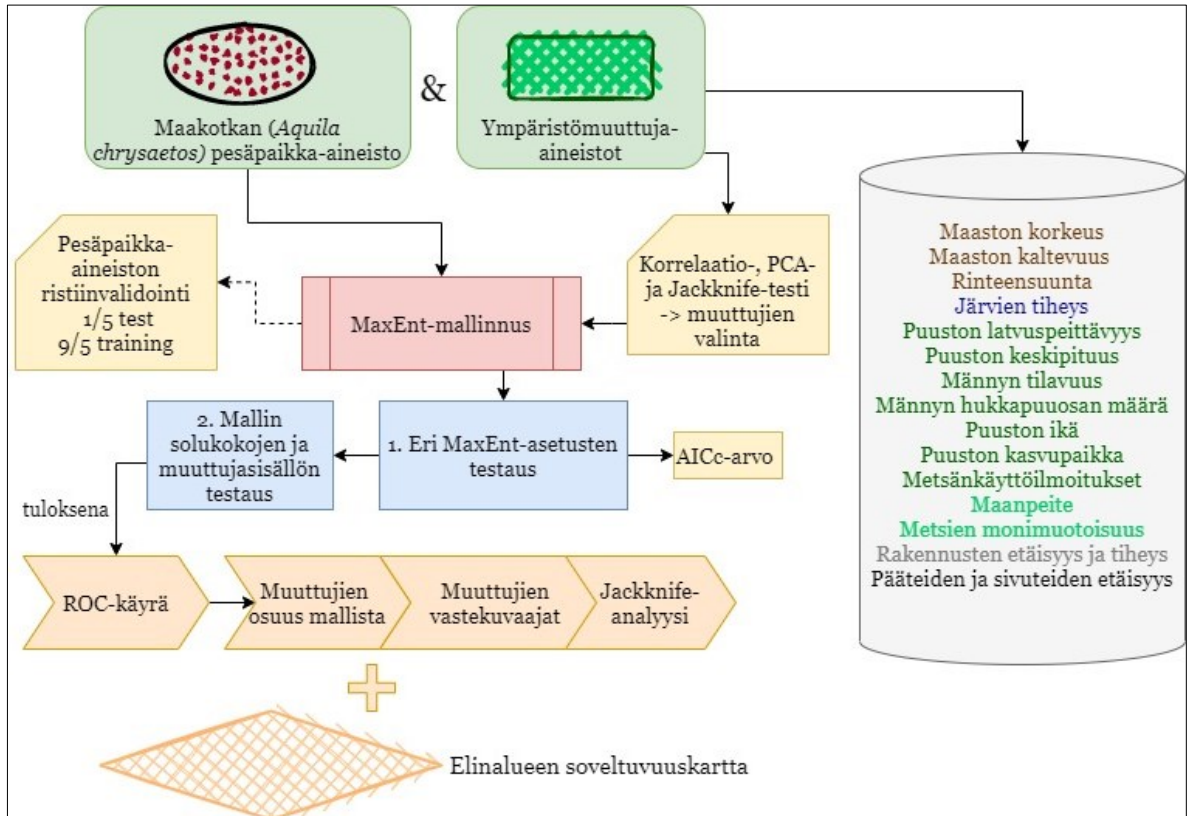 Maakotkan (Aquila
chrysaetos) pesäpaikka-aineisto
&
Ympäristömuuttuja-
aineistot
Pesäpaikka-
aineiston
ristiinvalidointi
1/5 test
9/5 training
MaxEnt-mallinnus
Korrelaatio-, PCA-
ja Jackknife-testi
-> muuttujien
valinta
Maaston korkeus
Maaston kaltevuus
Rinteensuunta
Järvien tiheys
Puuston latvuspeittävyys
Puuston keskipituus
Männyn tilavuus
Männyn hukkapuuosan määrä
Puuston ikä
Puuston kasvupaikka
Metsänkäyttöilmoitukset
Maanpeite
Metsien monimuotoisuus
Rakennusten etäisyys ja tiheys
Pääteiden ja sivuteiden etäisyys
2. Mallin
solukokojen ja
muuttujasisällön
testaus
1. Eri MaxEnt-asetusten
testaus
AICc-arvo
tuloksena
ROC-käyrä
Muuttujien
osuus mallista
Muuttujien
vastekuvaajat
Jackknife-
analyysi
Elinalueen soveltuvuuskartta